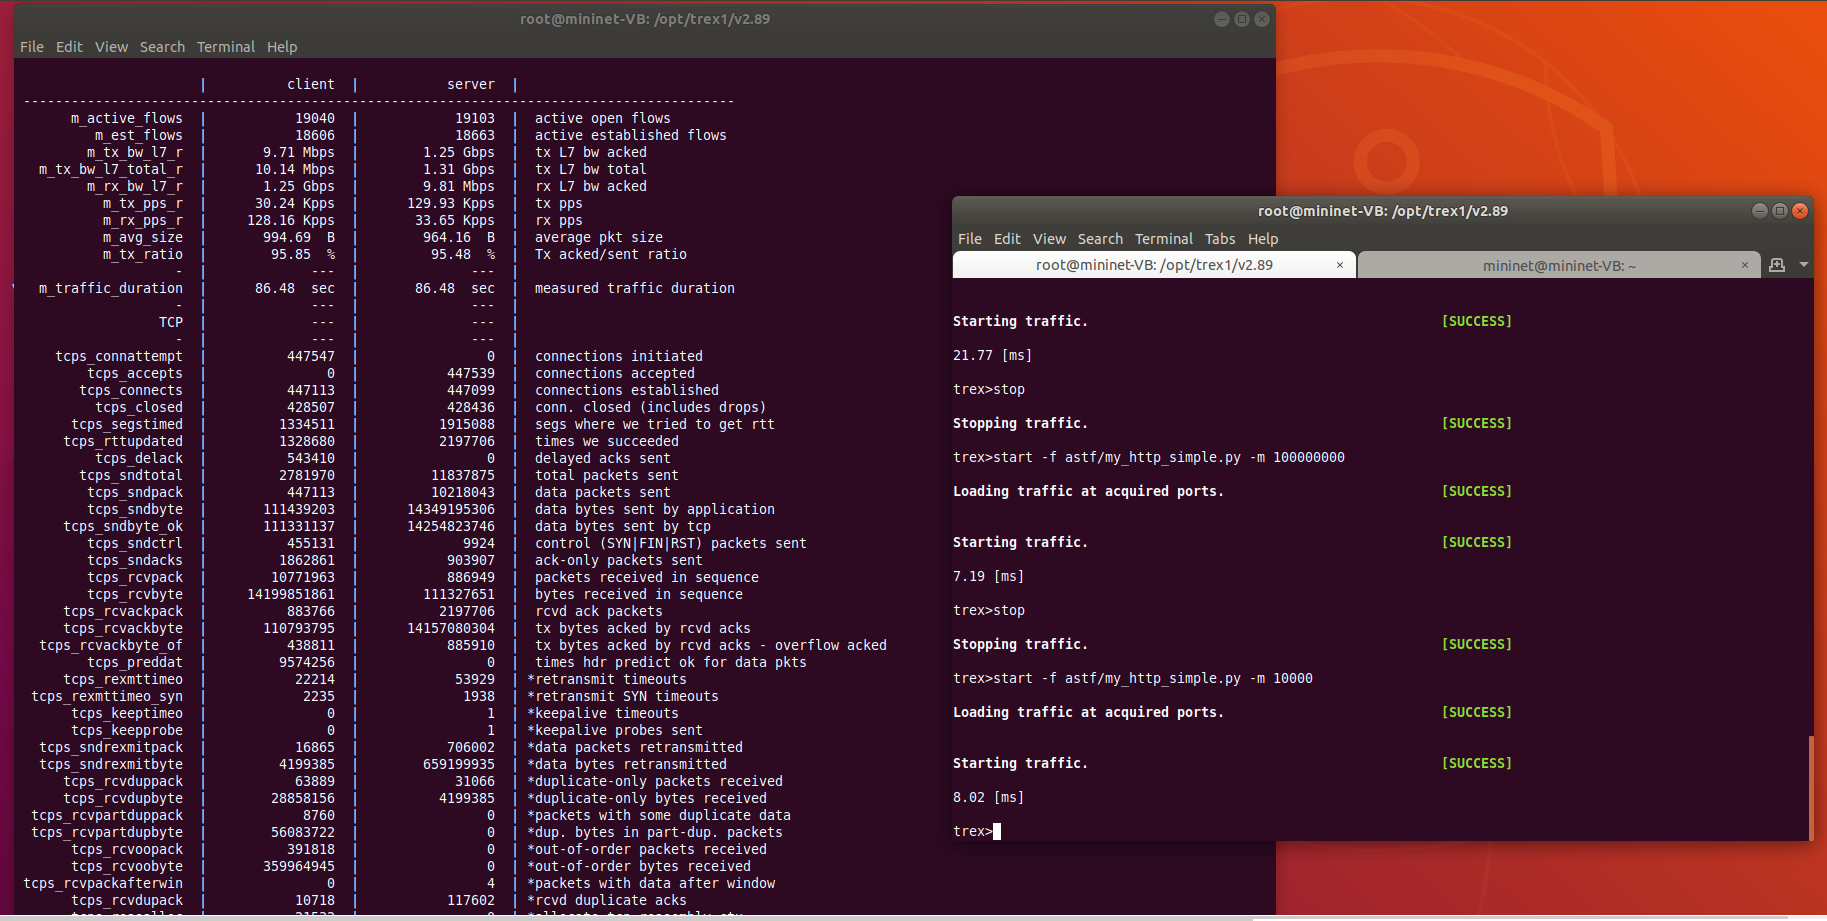 root@mininet-VB: /opt/trex1/v2.89
File Edit View Search Terminal Help
| client | server |
------------------------------------------------------------------------------------------
m_active_flows | 19040 | 19103 | active open flows
m_est_flows | 18606 | 18663 | active established flows
m_tx_bw_l7_r | 9.71 Mbps | 1.25 Gbps | tx L7 bw acked
m_tx_bw_l7_total_r | 10.14 Mbps | 1.31 Gbps | tx L7 bw total
m_rx_bw_l7_r | 1.25 Gbps | 9.81 Mbps | rx L7 bw acked
m_tx_pps_r | 30.24 Kpps | 129.93 Kpps | tx pps
m_rx_pps_r | 128.16 Kpps | 33.65 Kpps | rx pps
m_avg_size | 994.69 B | 964.16 B | average pkt size
m_tx_ratio | 95.85 % | 95.48 % | Tx acked/sent ratio
- | --- | --- |
m_traffic_duration | 86.48 sec | 86.48 sec | measured traffic duration
- | --- | --- |
TCP | --- | --- |
- | --- | --- |
tcps_connattempt | 447547 | 0 | connections initiated
tcps_accepts | 0 | 447539 | connections accepted
tcps_connects | 447113 | 447099 | connections established
tcps_closed | 428507 | 428436 | conn. closed (includes drops)
tcps_segstimed | 1334511 | 1915088 | segs where we tried to get rtt
tcps_rttupdated | 1328680 | 2197706 | times we succeeded
tcps_delack | 543410 | 0 | delayed acks sent
tcps_sndtotal | 2781970 | 11837875 | total packets sent
tcps_sndpack | 447113 | 10218043 | data packets sent
tcps_sndbyte | 111439203 | 14349195306 | data bytes sent by application
tcps_sndbyte_ok | 111331137 | 14254823746 | data bytes sent by tcp
tcps_sndctrl | 455131 | 9924 | control (SYN|FIN|RST) packets sent
tcps_sndacks | 1862861 | 903907 | ack-only packets sent
tcps_rcvpack | 10771963 | 886949 | packets received in sequence
tcps_rcvbyte | 14199851861 | 111327651 | bytes received in sequence
tcps_rcvackpack | 883766 | 2197706 | rcvd ack packets
tcps_rcvackbyte | 110793795 | 14157080304 | tx bytes acked by rcvd acks
tcps_rcvackbyte_of | 438811 | 885910 | tx bytes acked by rcvd acks - overflow acked
tcps_preddat | 9574256 | 0 | times hdr predict ok for data pkts
tcps_rexmttimeo | 22214 | 53929 | *retransmit timeouts
tcps_rexmttimeo_syn | 2235 | 1938 | *retransmit SYN timeouts
tcps_keeptimeo | 0 | 1 | *keepalive timeouts
tcps_keepprobe | 0 | 1 | *keepalive probes sent
tcps_sndrexmitpack | 16865 | 706002 | *data packets retransmitted
tcps_sndrexmitbyte | 4199385 | 659199935 | *data bytes retransmitted
tcps_rcvduppack | 63889 | 31066 | *duplicate-only packets received
tcps_rcvdupbyte | 28858156 | 4199385 | *duplicate-only bytes received
tcps_rcvpartduppack | 8760 | 0 | *packets with some duplicate data
tcps_rcvpartdupbyte | 56083722 | 0 | *dup. bytes in part-dup. packets
tcps_rcvoopack | 391818 | 0 | *out-of-order packets received
tcps_rcvoobyte | 359964945 | 0 | *out-of-order bytes received
tcps_rcvpackafterwin | 0 | 4 | *packets with data after window
tcps_rcvdupack | 10718 | 117602 | *rcvd duplicate acks
root@mininet-VB: /opt/trex1/v2.89
File Edit View Search Terminal Tabs Help
root@mininet-VB: /opt/trex1/v2.89 × mininet@mininet-VB: ~ ×
Starting traffic. [SUCCESS]
21.77 [ms]
trex>stop
Stopping traffic. [SUCCESS]
trex>start -f astf/my_http_simple.py -m 100000000
Loading traffic at acquired ports. [SUCCESS]
Starting traffic. [SUCCESS]
7.19 [ms]
trex>stop
Stopping traffic. [SUCCESS]
trex>start -f astf/my_http_simple.py -m 10000
Loading traffic at acquired ports. [SUCCESS]
Starting traffic. [SUCCESS]
8.02 [ms]
trex>